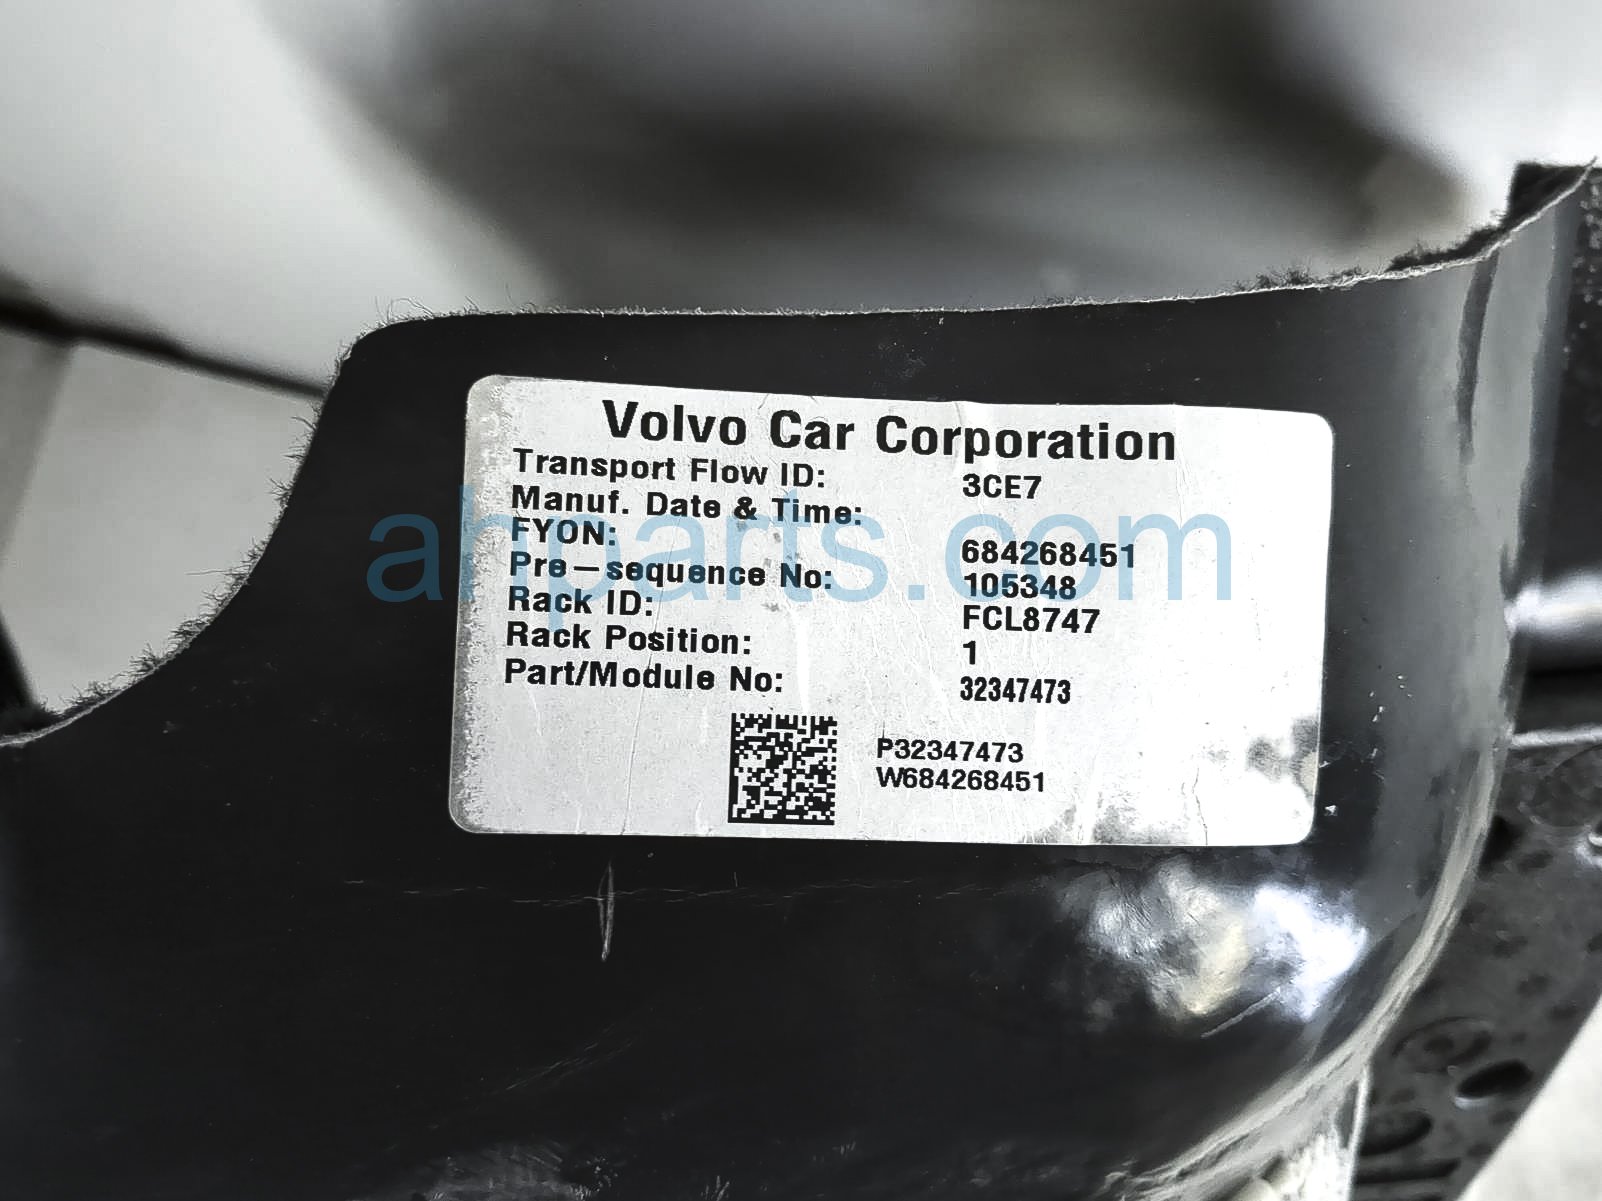 Volvo Car Corporation
Transport Flow ID: 3CE7
Manuf. Date & Time:
FYON: 684268451
Pre-sequence No: 105348
Rack ID: FCL8747
Rack Position: 1
Part/Module No: 32347473
P32347473
W684268451
ahparts.com